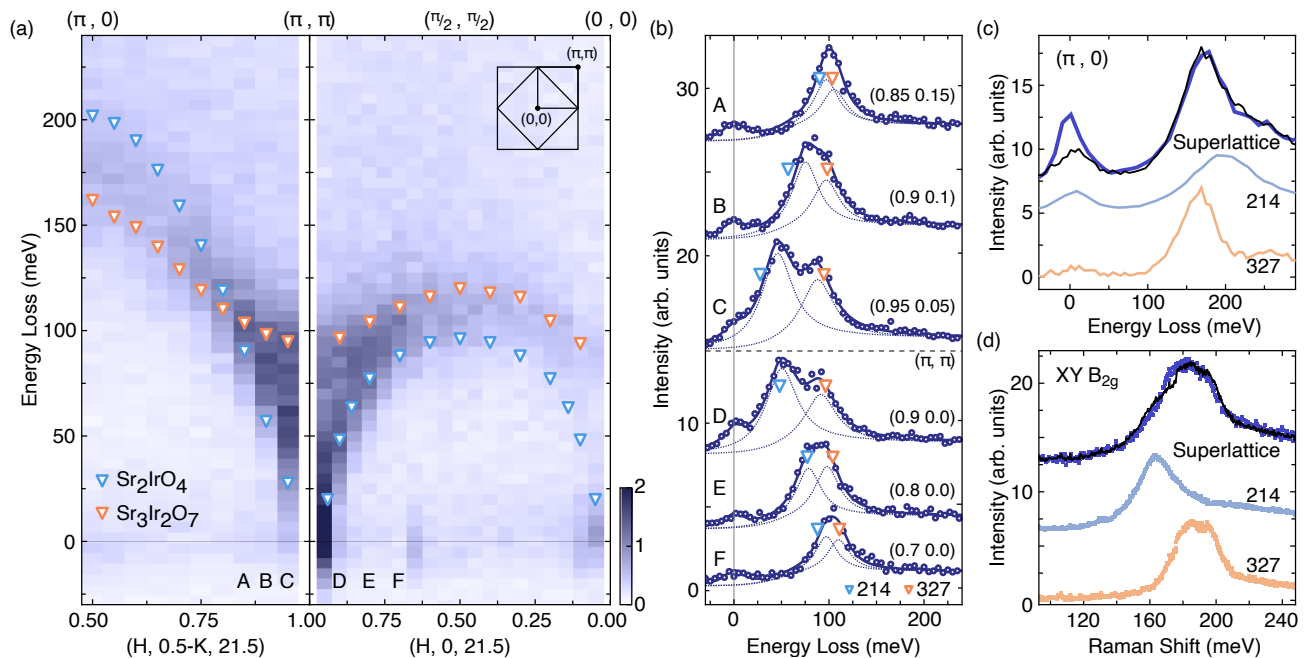 (a)
(π , 0)
(π , π)
(π/2 , π/2)
(0 , 0)
(π,π)
(0,0)
Energy Loss (meV)
200
150
100
50
0
Sr2IrO4
Sr3Ir2O7
A B C
D E F
2
1
0
0.50
0.75
1.00
0.75
0.50
0.25
0.00
(H, 0.5-K, 21.5)
(H, 0, 21.5)
(b)
Intensity (arb. units)
30
20
10
0
A
(0.85 0.15)
B
(0.9 0.1)
C
(0.95 0.05)
(π, π)
D
(0.9 0.0)
E
(0.8 0.0)
F
(0.7 0.0)
214
327
0
100
200
Energy Loss (meV)
(c)
(π , 0)
Intensity (arb. units)
15
10
5
0
Superlattice
214
327
0
100
200
Energy Loss (meV)
(d)
XY B2g
Intensity (arb. units)
20
10
0
Superlattice
214
327
120
160
200
240
Raman Shift (meV)